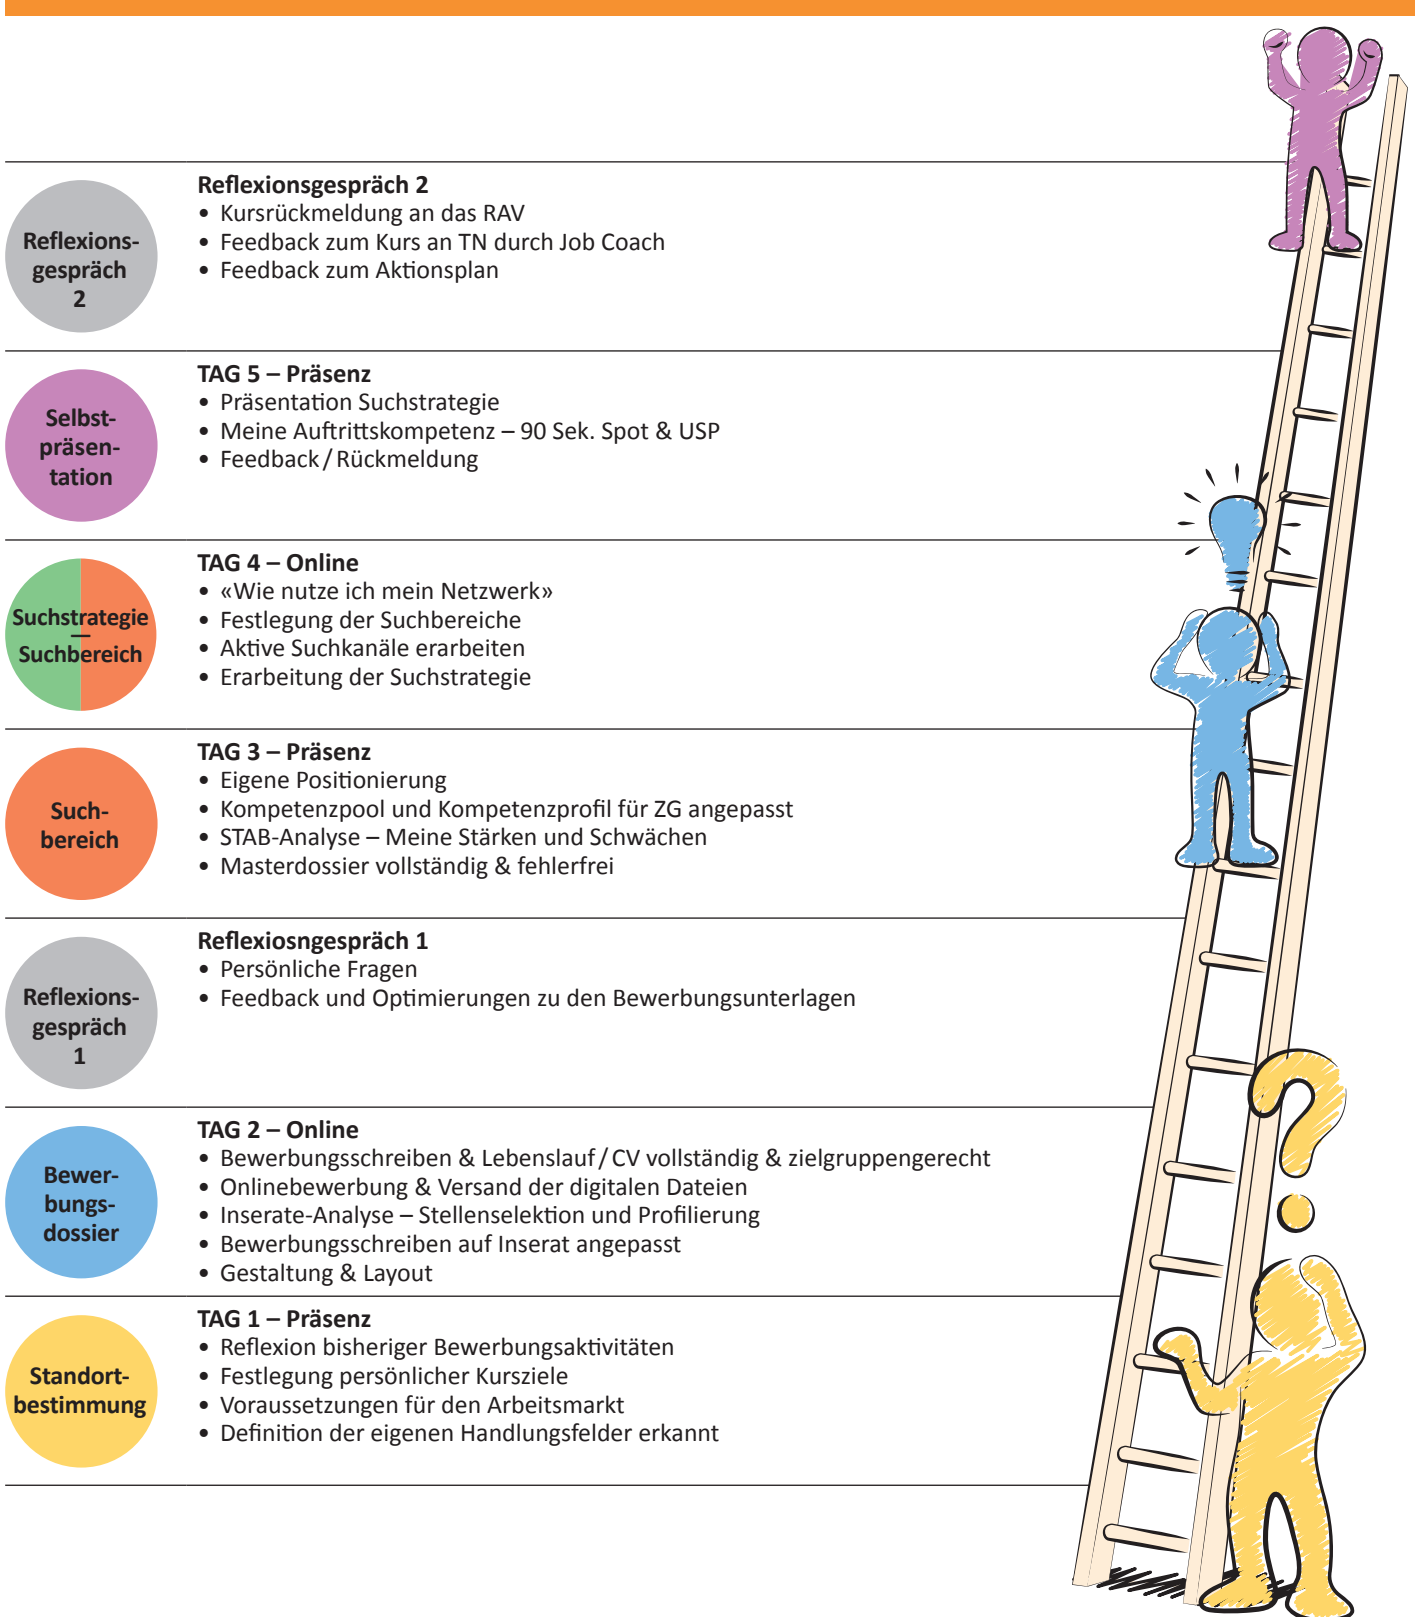 Reflexions-
gespräch
2
Reflexionsgespräch 2
• Kursrückmeldung an das RAV
• Feedback zum Kurs an TN durch Job Coach
• Feedback zum Aktionsplan
Selbst-
präsen-
tation
TAG 5 – Präsenz
• Präsentation Suchstrategie
• Meine Auftrittskompetenz – 90 Sek. Spot & USP
• Feedback / Rückmeldung
Suchstrategie
–
Suchbereich
TAG 4 – Online
• «Wie nutze ich mein Netzwerk»
• Festlegung der Suchbereiche
• Aktive Suchkanäle erarbeiten
• Erarbeitung der Suchstrategie
Such-
bereich
TAG 3 – Präsenz
• Eigene Positionierung
• Kompetenzpool und Kompetenzprofil für ZG angepasst
• STAB-Analyse – Meine Stärken und Schwächen
• Masterdossier vollständig & fehlerfrei
Reflexions-
gespräch
1
Reflexiosngespräch 1
• Persönliche Fragen
• Feedback und Optimierungen zu den Bewerbungsunterlagen
Bewer-
bungs-
dossier
TAG 2 – Online
• Bewerbungsschreiben & Lebenslauf / CV vollständig & zielgruppengerecht
• Onlinebewerbung & Versand der digitalen Dateien
• Inserate-Analyse – Stellenselektion und Profilierung
• Bewerbungsschreiben auf Inserat angepasst
• Gestaltung & Layout
Standort-
bestimmung
TAG 1 – Präsenz
• Reflexion bisheriger Bewerbungsaktivitäten
• Festlegung persönlicher Kursziele
• Voraussetzungen für den Arbeitsmarkt
• Definition der eigenen Handlungsfelder erkannt
?